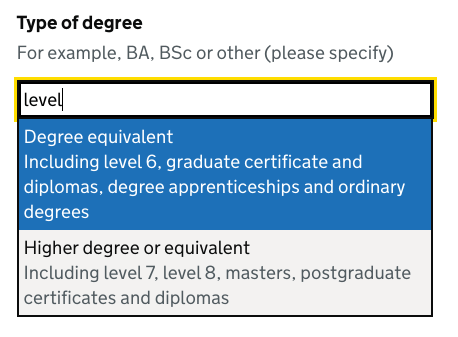 Type of degree
For example, BA, BSc or other (please specify)
level
Degree equivalent
Including level 6, graduate certificate and
diplomas, degree apprenticeships and ordinary
degrees
Higher degree or equivalent
Including level 7, level 8, masters, postgraduate
certificates and diplomas